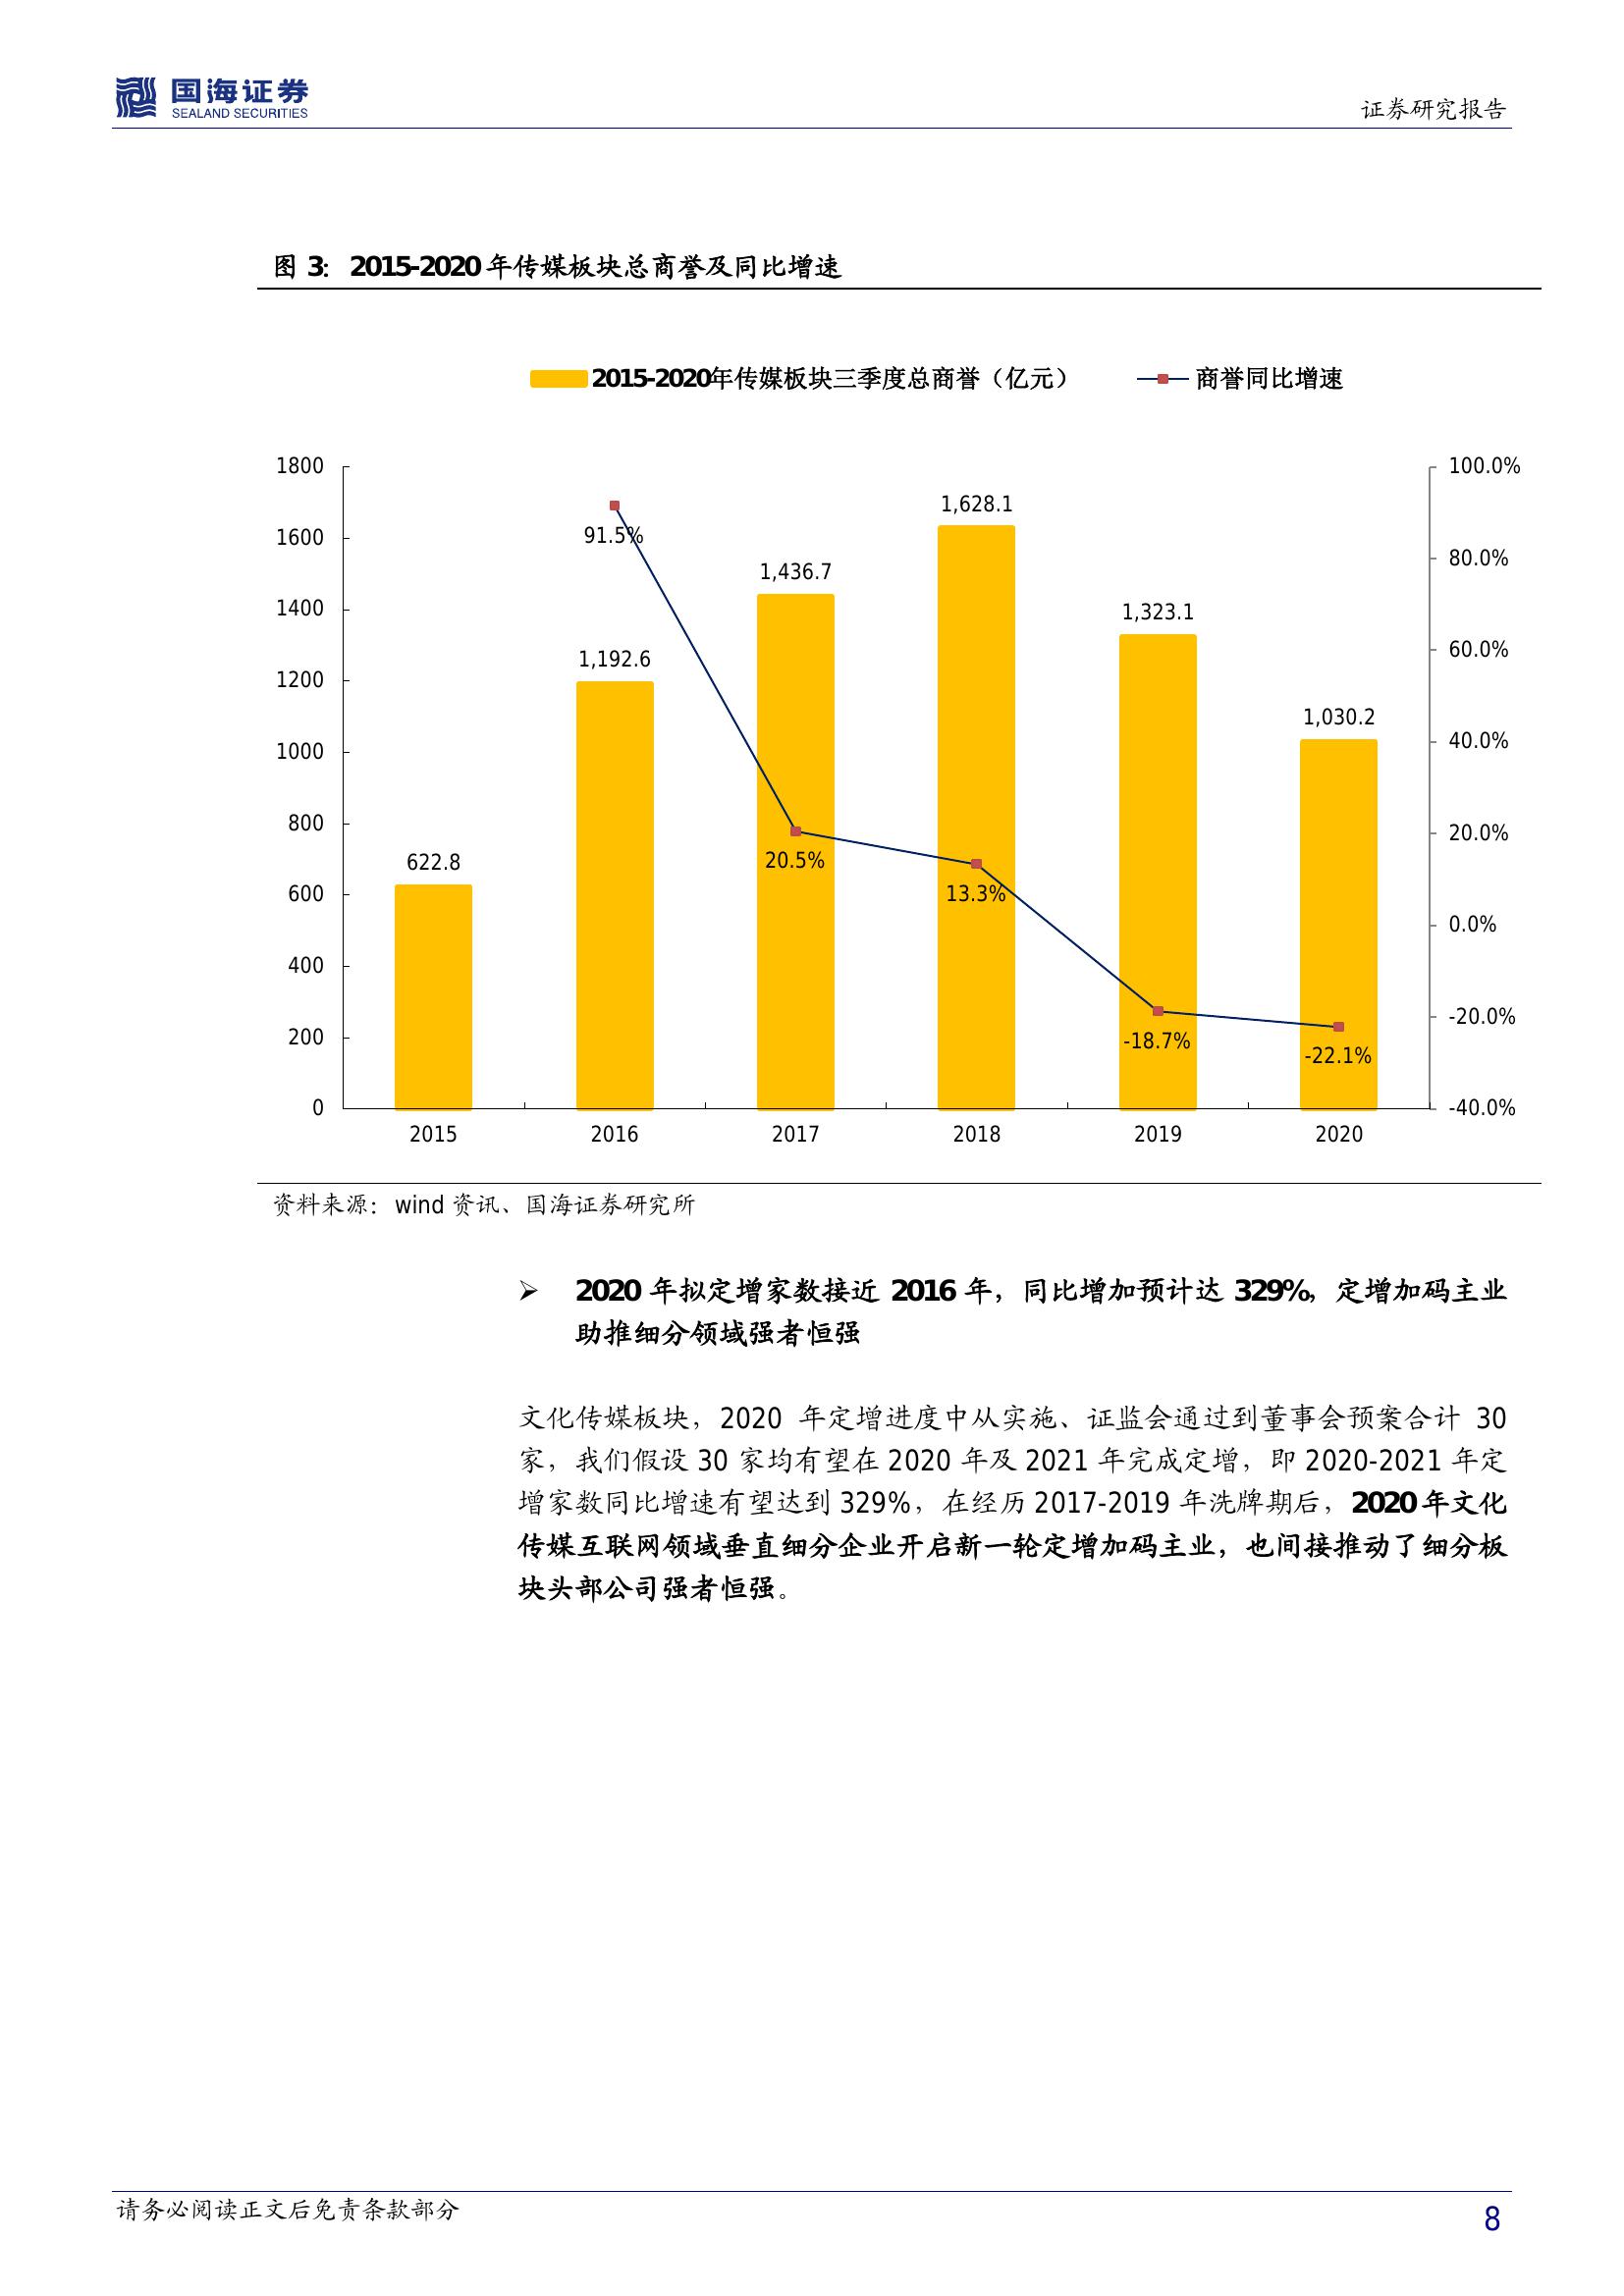 国海证券
SEALAND SECURITIES
证券研究报告
图 3： 2015-2020 年传媒板块总商誉及同比增速
2015-2020年传媒板块三季度总商誉（亿元） 商誉同比增速
1800
1600
1400
1200
1000
800
600
400
200
0
622.8
1,192.6
1,436.7
1,628.1
1,323.1
1,030.2
91.5%
20.5%
13.3%
-18.7%
-22.1%
100.0%
80.0%
60.0%
40.0%
20.0%
0.0%
-20.0%
-40.0%
2015 2016 2017 2018 2019 2020
资料来源：wind 资讯、国海证券研究所
➢ 2020 年拟定增家数接近 2016 年，同比增加预计达 329%，定增加码主业
助推细分领域强者恒强
文化传媒板块，2020 年定增进度中从实施、证监会通过到董事会预案合计 30
家，我们假设 30 家均有望在 2020 年及 2021 年完成定增，即 2020-2021 年定
增家数同比增速有望达到 329%，在经历 2017-2019 年洗牌期后，2020 年文化
传媒互联网领域垂直细分企业开启新一轮定增加码主业，也间接推动了细分板
块头部公司强者恒强。
请务必阅读正文后免责条款部分
8